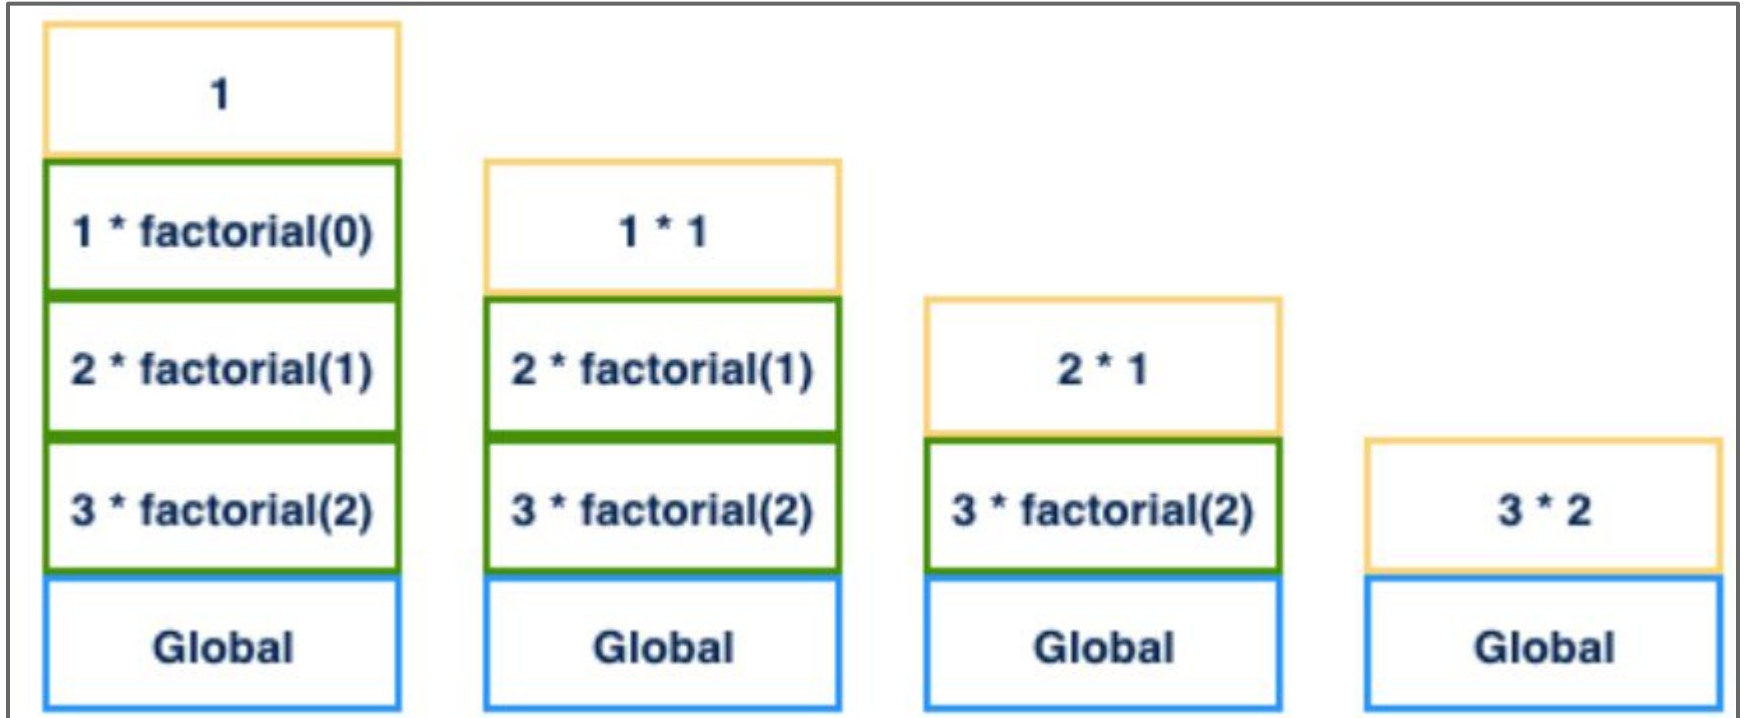 1
1 * factorial(0)
2 * factorial(1)
3 * factorial(2)
Global
1 * 1
2 * factorial(1)
3 * factorial(2)
Global
2 * 1
3 * factorial(2)
Global
3 * 2
Global